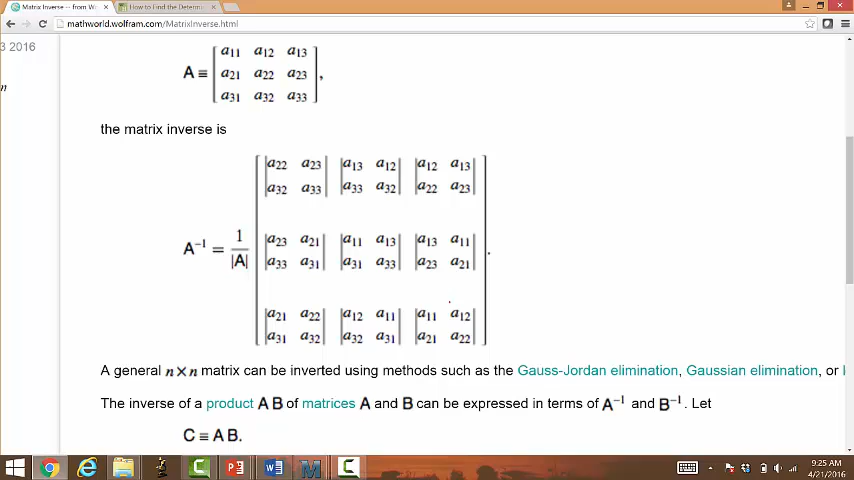 Matrix Inverse -- from Wo
How to Find the Determi
mathworld.wolfram.com/MatrixInverse.html
3 2016
n
A ≡ [ a11 a12 a13
a21 a22 a23
a31 a32 a33 ],
the matrix inverse is
A⁻¹ = 1/|A| [ |a22 a23| |a13 a12| |a12 a13|
|a32 a33| |a33 a32| |a22 a23|
|a23 a21| |a11 a13| |a13 a11|
|a33 a31| |a31 a33| |a23 a21|
|a21 a22| |a12 a11| |a11 a12|
|a31 a32| |a32 a31| |a21 a22| ].
A general n×n matrix can be inverted using methods such as the Gauss-Jordan elimination, Gaussian elimination, or
The inverse of a product A B of matrices A and B can be expressed in terms of A⁻¹ and B⁻¹. Let
C ≡ A B.
9:25 AM
4/21/2016